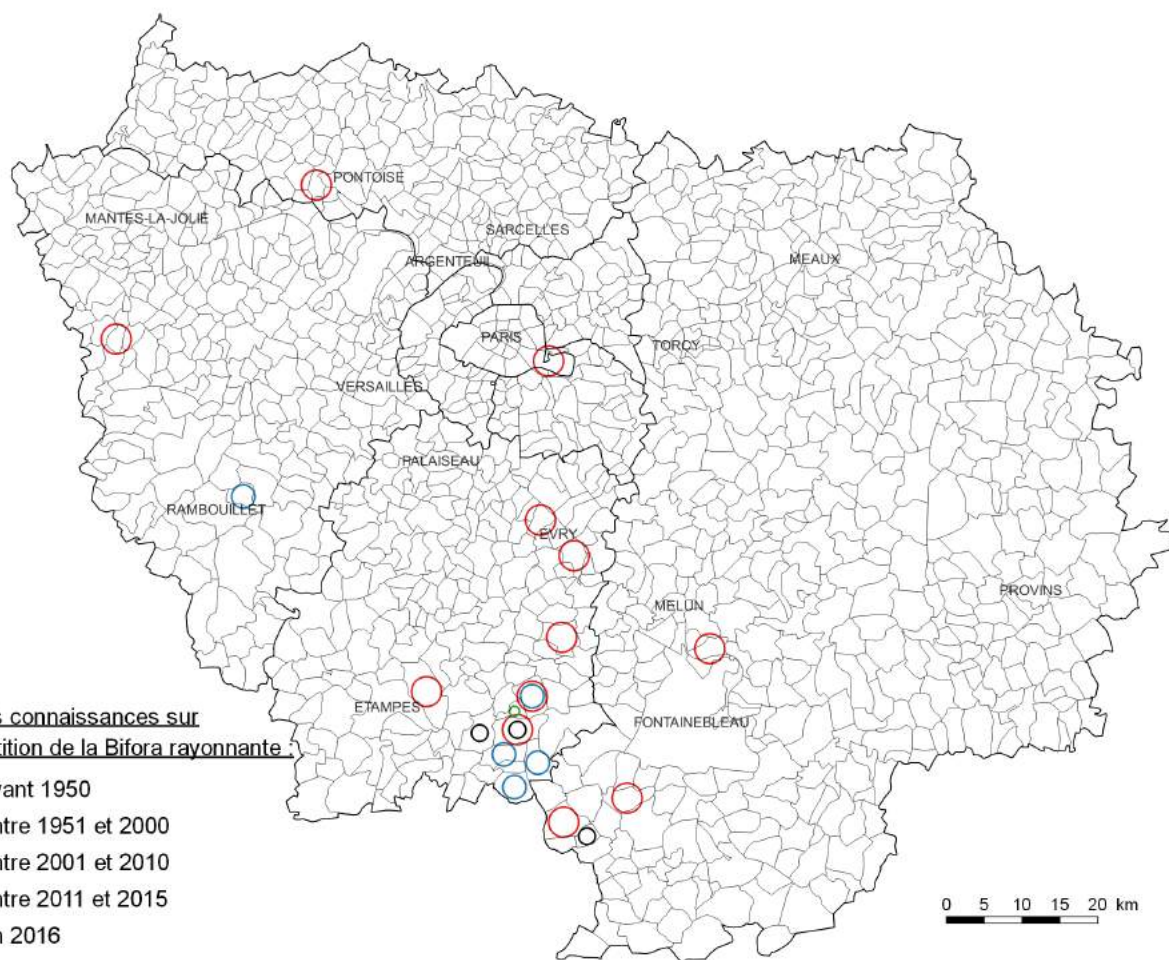 PONTOISE
MANTES-LA-JOLIE
SARCELLES
ARGENTEUIL
MEAUX
PARIS
TORCY
VERSAILLES
PALAISEAU
RAMBOUILLET
EVRY
PROVINS
MELUN
ETAMPES
FONTAINEBLEAU
s connaissances sur
tition de la Bifora rayonnante :
vant 1950
ntre 1951 et 2000
ntre 2001 et 2010
ntre 2011 et 2015
n 2016
0 5 10 15 20 km